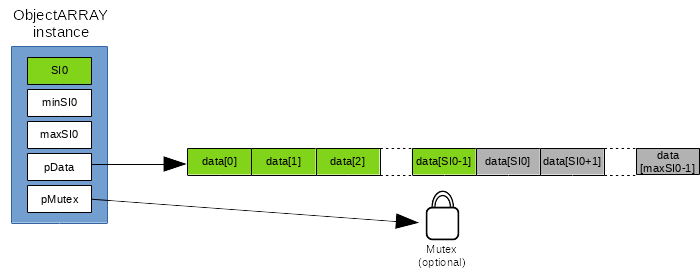 ObjectARRAY
instance
SI0
minSI0
maxSI0
pData
pMutex
data[0]
data[1]
data[2]
data[SI0-1]
data[SI0]
data[SI0+1]
data
[maxSI0-1]
Mutex
(optional)